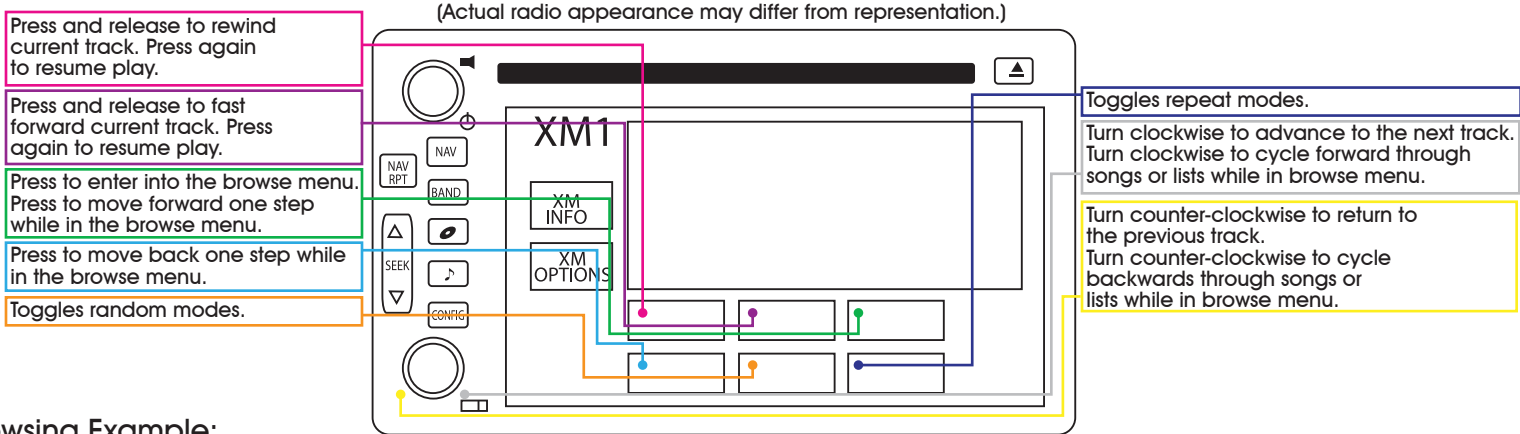 (Actual radio appearance may differ from representation.)
Press and release to rewind
current track. Press again
to resume play.
Press and release to fast
forward current track. Press
again to resume play.
Press to enter into the browse menu.
Press to move forward one step
while in the browse menu.
Press to move back one step while
in the browse menu.
Toggles random modes.
NAV
RPT
SEEK
NAV
BAND
CONFIG
XM1
XM
INFO
XM
OPTIONS
Toggles repeat modes.
Turn clockwise to advance to the next track.
Turn clockwise to cycle forward through
songs or lists while in browse menu.
Turn counter-clockwise to return to
the previous track.
Turn counter-clockwise to cycle
backwards through songs or
lists while in browse menu.
wsing Example: